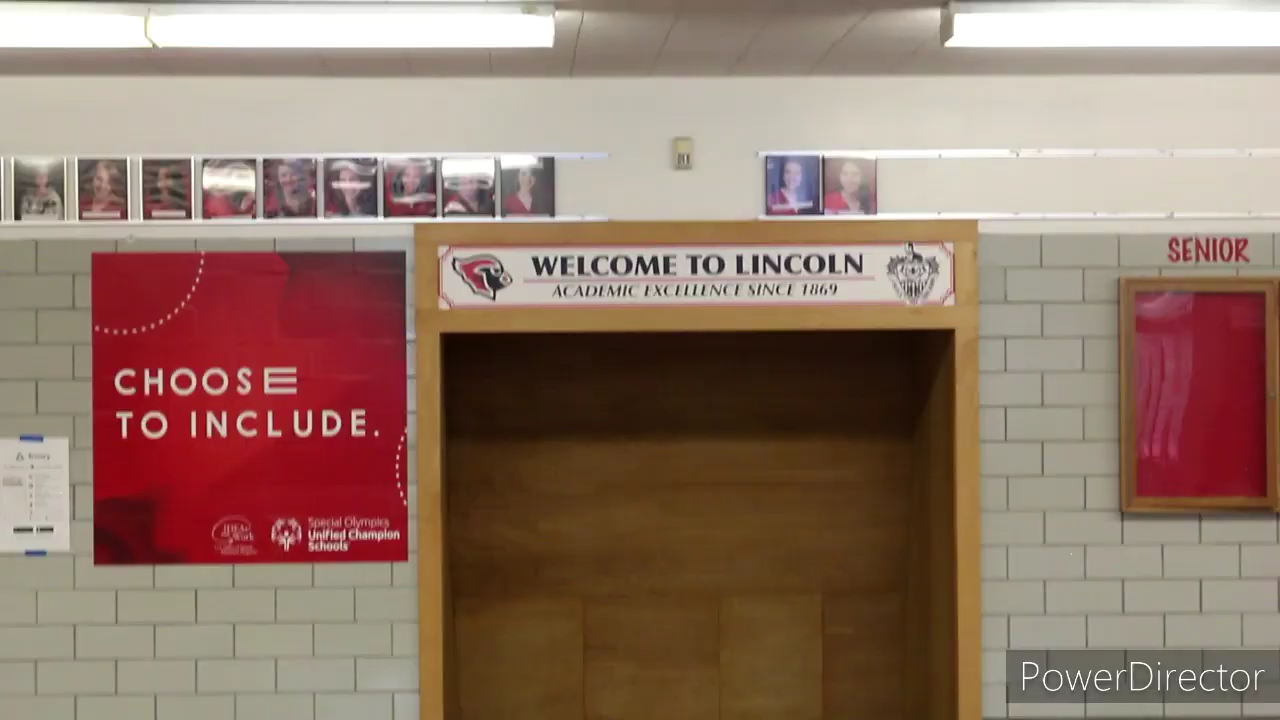 WELCOME TO LINCOLN
ACADEMIC EXCELLENCE SINCE 1869
SENIOR
CHOOSE
TO INCLUDE.
Special Olympics
Unified Champion
Schools
PowerDirector